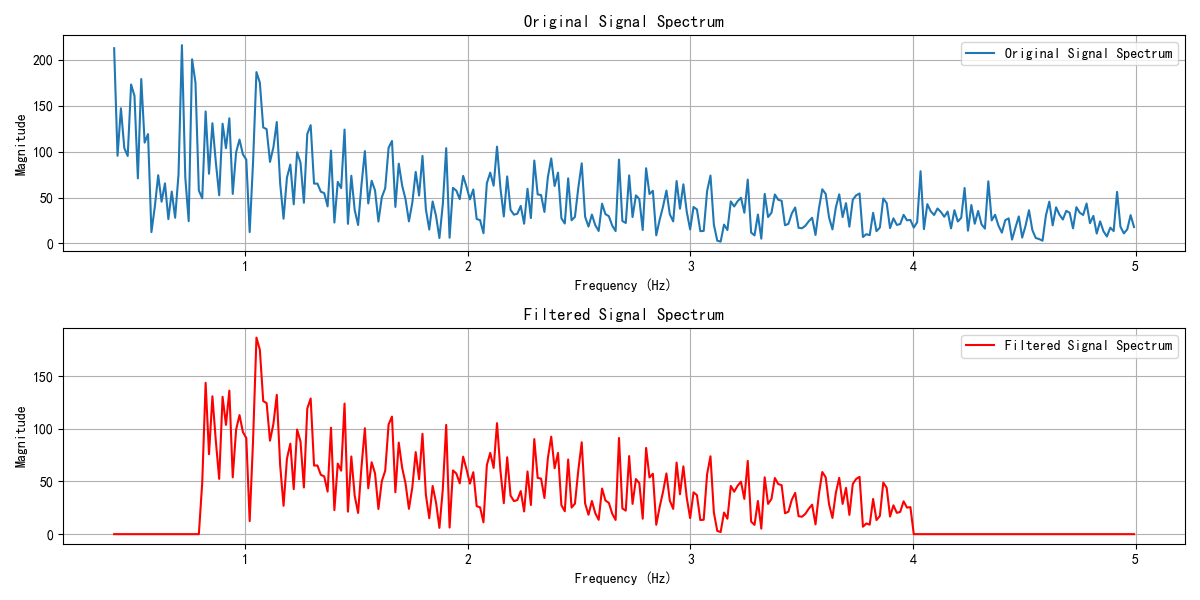 Original Signal Spectrum
Original Signal Spectrum
Magnitude
200
150
100
50
0
1 2 3 4 5
Frequency (Hz)
Filtered Signal Spectrum
Filtered Signal Spectrum
Magnitude
150
100
50
0
1 2 3 4 5
Frequency (Hz)